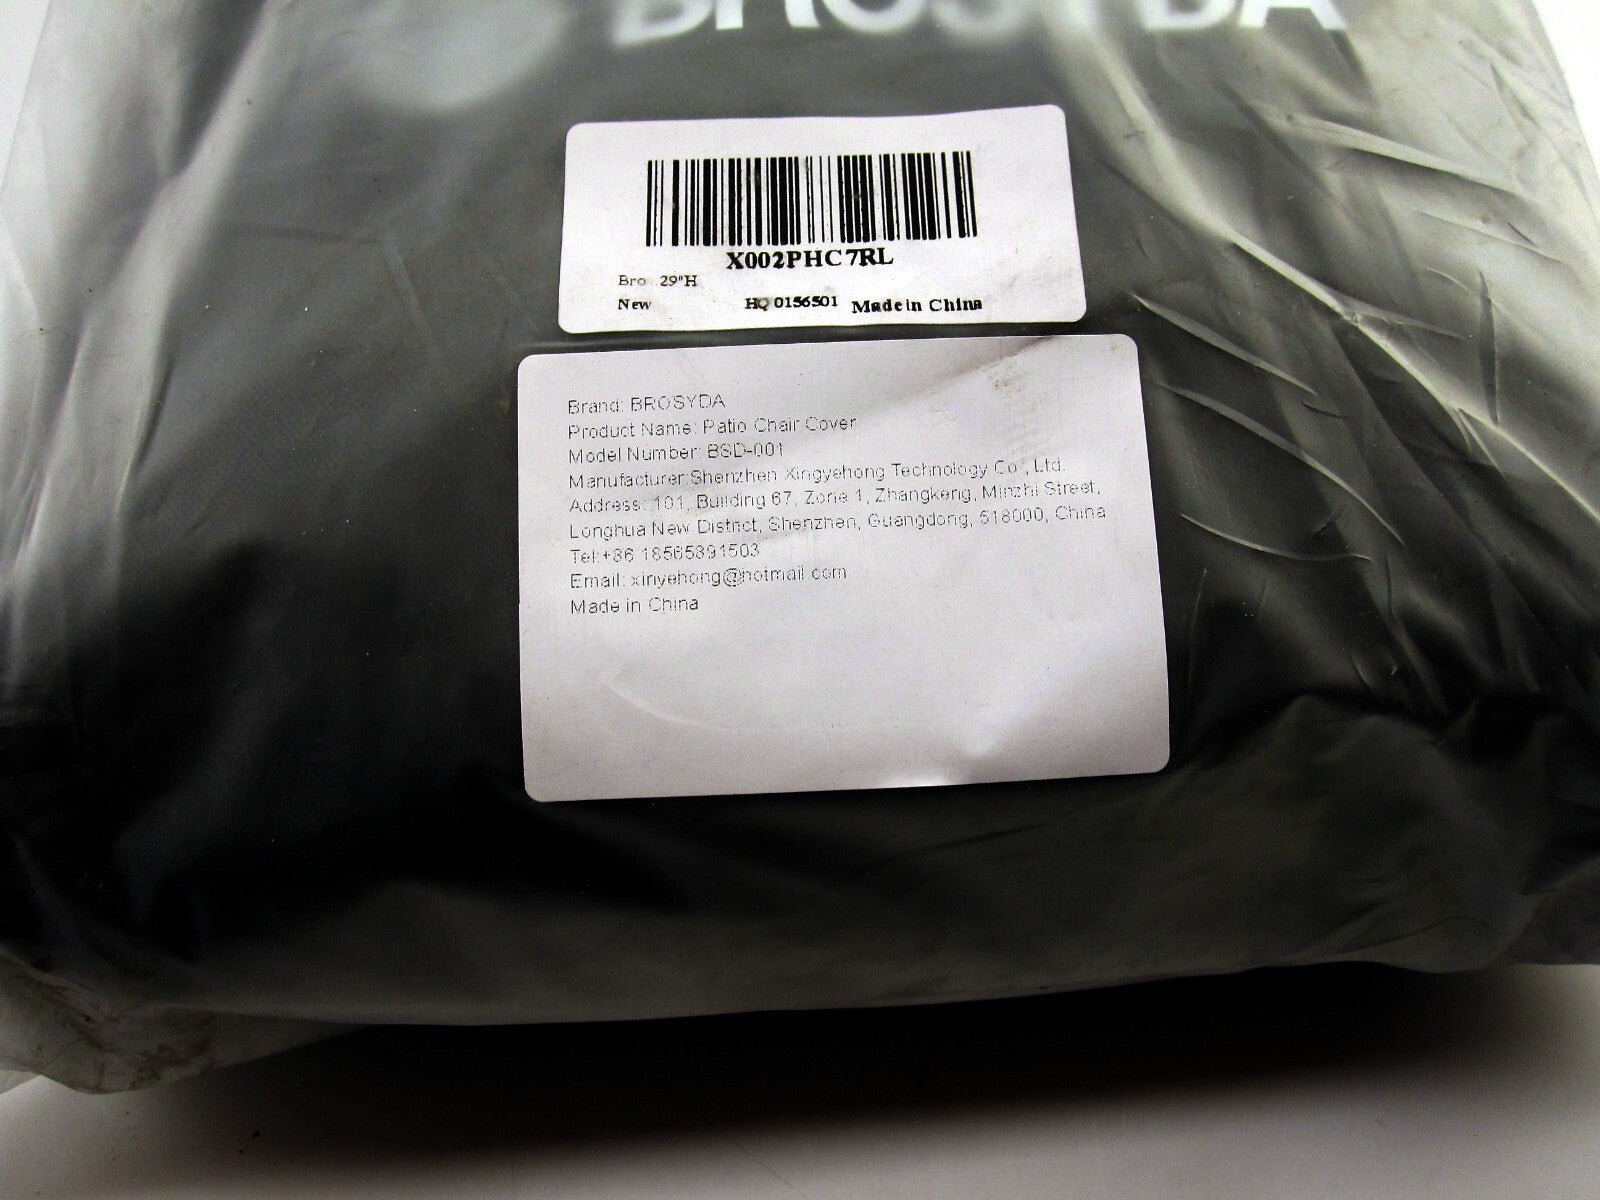 BROSYDA
X002PHC7RL
Bro 29"H
New HQ 0156501 Made in China
Brand: BROSYDA
Product Name: Patio Chair Cover
Model Number: BSD-001
Manufacturer:Shenzhen Xingyehong Technology Co., Ltd.
Address: 101, Building 67, Zone 1, Zhangkeng, Minzhi Street,
Longhua New District, Shenzhen, Guangdong, 518000, China
Tel:+86 18565891503
Email: xinyehong@hotmail.com
Made in China